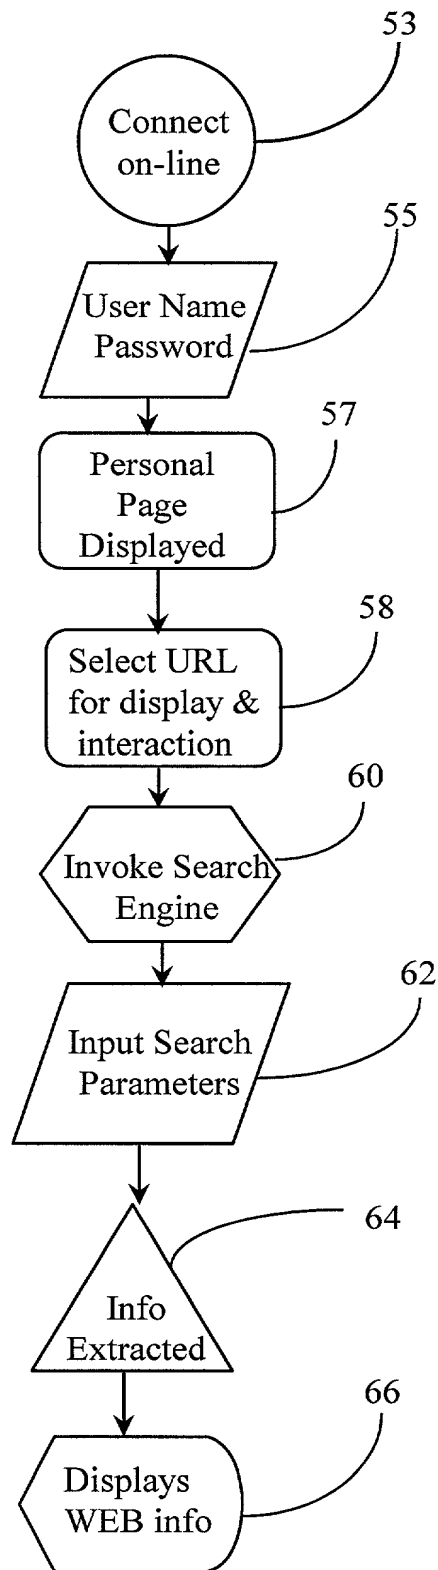 53
Connect
on-line
55
User Name
Password
57
Personal
Page
Displayed
58
Select URL
for display &
interaction
60
Invoke Search
Engine
62
Input Search
Parameters
64
Info
Extracted
66
Displays
WEB info